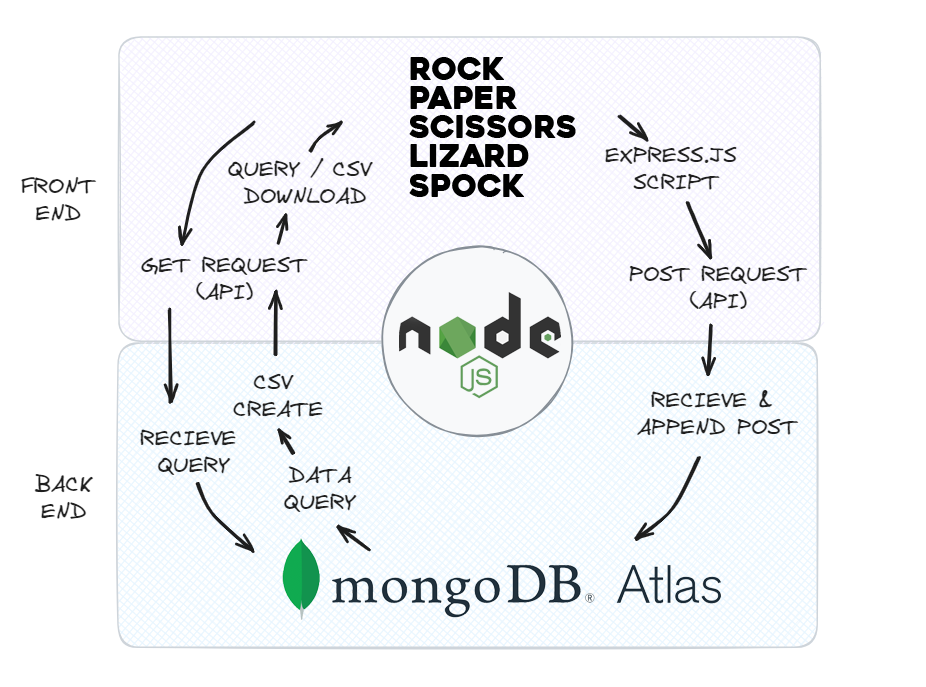 ROCK
PAPER
SCISSORS
LIZARD
SPOCK
FRONT
END
QUERY / CSV
DOWNLOAD
EXPRESS.JS
SCRIPT
GET REQUEST
(API)
POST REQUEST
(API)
node
JS
BACK
END
CSV
CREATE
RECIEVE
QUERY
DATA
QUERY
RECIEVE &
APPEND POST
mongoDB® Atlas